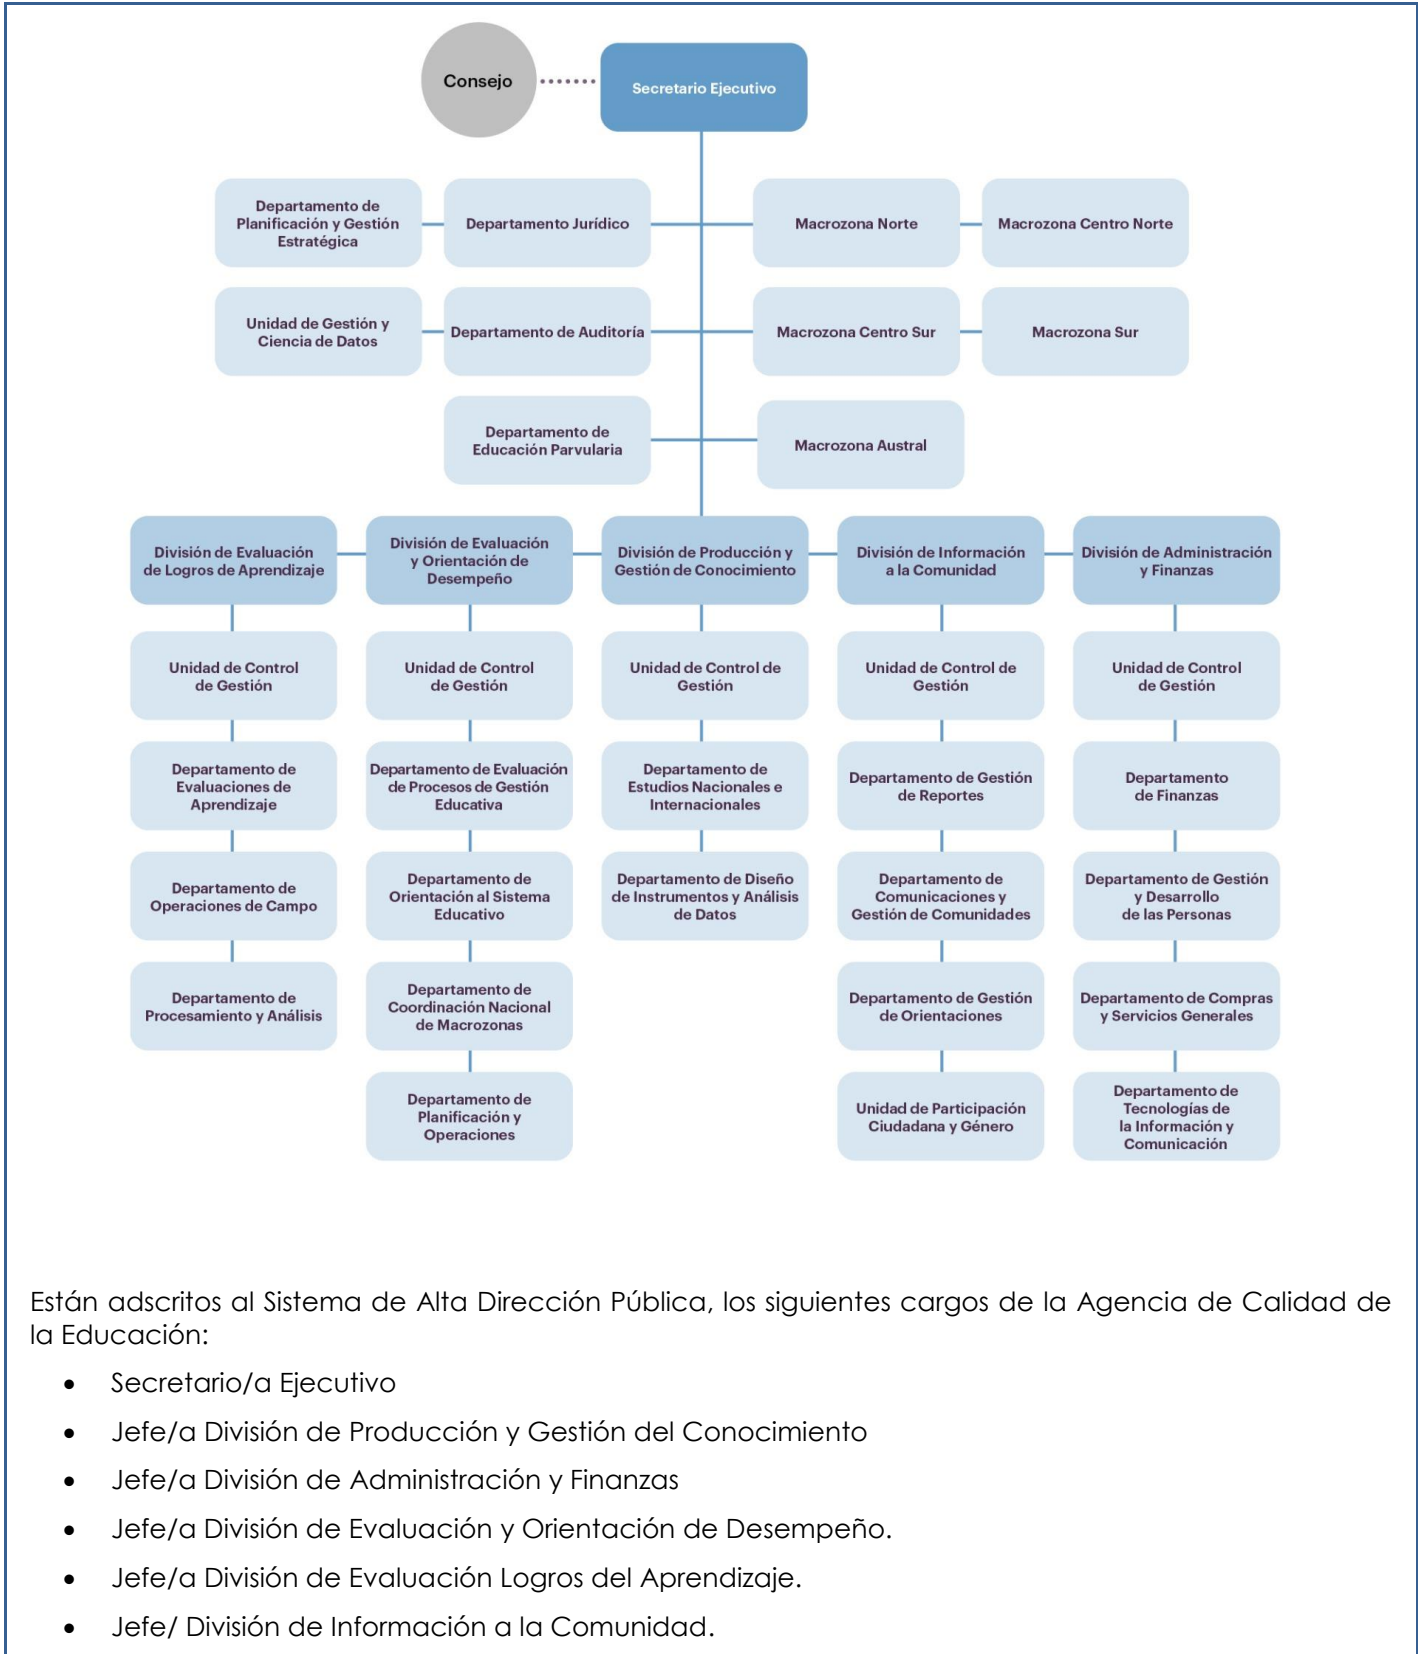 Consejo
Secretario Ejecutivo
Departamento de
Planificación y Gestión
Estratégica
Departamento Jurídico
Macrozona Norte
Macrozona Centro Norte
Unidad de Gestión y
Ciencia de Datos
Departamento de Auditoría
Macrozona Centro Sur
Macrozona Sur
Departamento de
Educación Parvularia
Macrozona Austral
División de Evaluación
de Logros de Aprendizaje
División de Evaluación
y Orientación de
Desempeño
División de Producción y
Gestión de Conocimiento
División de Información
a la Comunidad
División de Administración
y Finanzas
Unidad de Control
de Gestión
Unidad de Control
de Gestión
Unidad de Control de
Gestión
Unidad de Control de
Gestión
Unidad de Control
de Gestión
Departamento de
Evaluaciones de
Aprendizaje
Departamento de Evaluación
de Procesos de Gestión
Educativa
Departamento de
Estudios Nacionales e
Internacionales
Departamento de Gestión
de Reportes
Departamento
de Finanzas
Departamento de
Operaciones de Campo
Departamento de
Orientación al Sistema
Educativo
Departamento de Diseño
de Instrumentos y Análisis
de Datos
Departamento de
Comunicaciones y
Gestión de Comunidades
Departamento de Gestión
y Desarrollo
de las Personas
Departamento de
Procesamiento y Análisis
Departamento de
Coordinación Nacional
de Macrozonas
Departamento de Gestión
de Orientaciones
Departamento de Compras
y Servicios Generales
Departamento de
Planificación y
Operaciones
Unidad de Participación
Ciudadana y Género
Departamento de
Tecnologías de
la Información y
Comunicación
Están adscritos al Sistema de Alta Dirección Pública, los siguientes cargos de la Agencia de Calidad de
la Educación:
• Secretario/a Ejecutivo
• Jefe/a División de Producción y Gestión del Conocimiento
• Jefe/a División de Administración y Finanzas
• Jefe/a División de Evaluación y Orientación de Desempeño.
• Jefe/a División de Evaluación Logros del Aprendizaje.
• Jefe/ División de Información a la Comunidad.